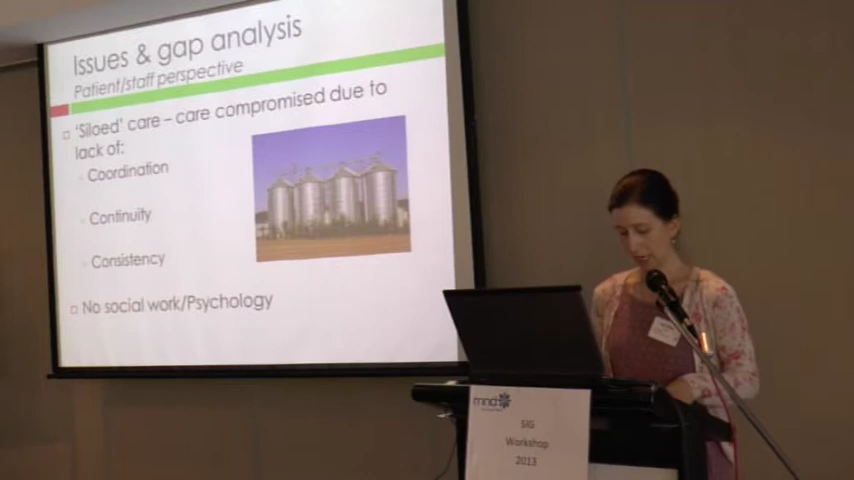 Issues & gap analysis
Patient/staff perspective
'Siloed' care – care compromised due to
lack of:
Coordination
Continuity
Consistency
No social work/Psychology
mnd
SIG
Workshop
2013